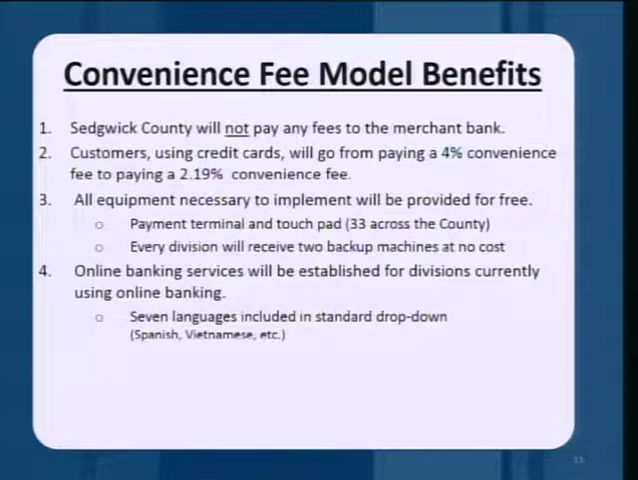 Convenience Fee Model Benefits
1. Sedgwick County will not pay any fees to the merchant bank.
2. Customers, using credit cards, will go from paying a 4% convenience
fee to paying a 2.19% convenience fee.
3. All equipment necessary to implement will be provided for free.
o Payment terminal and touch pad (33 across the County)
o Every division will receive two backup machines at no cost
4. Online banking services will be established for divisions currently
using online banking.
o Seven languages included in standard drop-down
(Spanish, Vietnamese, etc.)